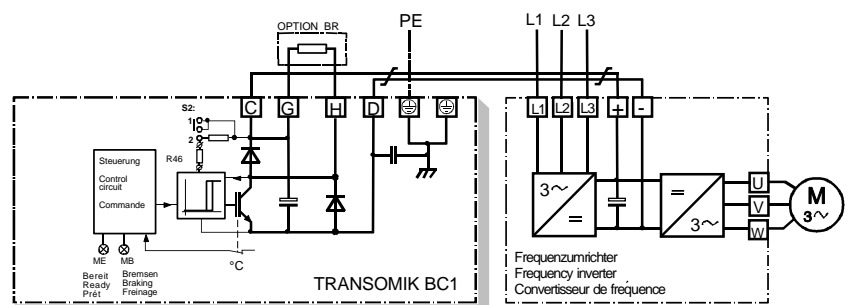 OPTION BR
PE
L1 L2 L3
C G H D
L1 L2 L3 + -
S2:
1
2
R46
Steuerung
Control
circuit
Commande
°C
ME MB
Bereit
Ready
Prét
Bremsen
Braking
Freinage
TRANSOMIK BC1
3~
=
=
3~
U
V
W
M
3~
Frequenzumrichter
Frequency inverter
Convertisseur de fréquence